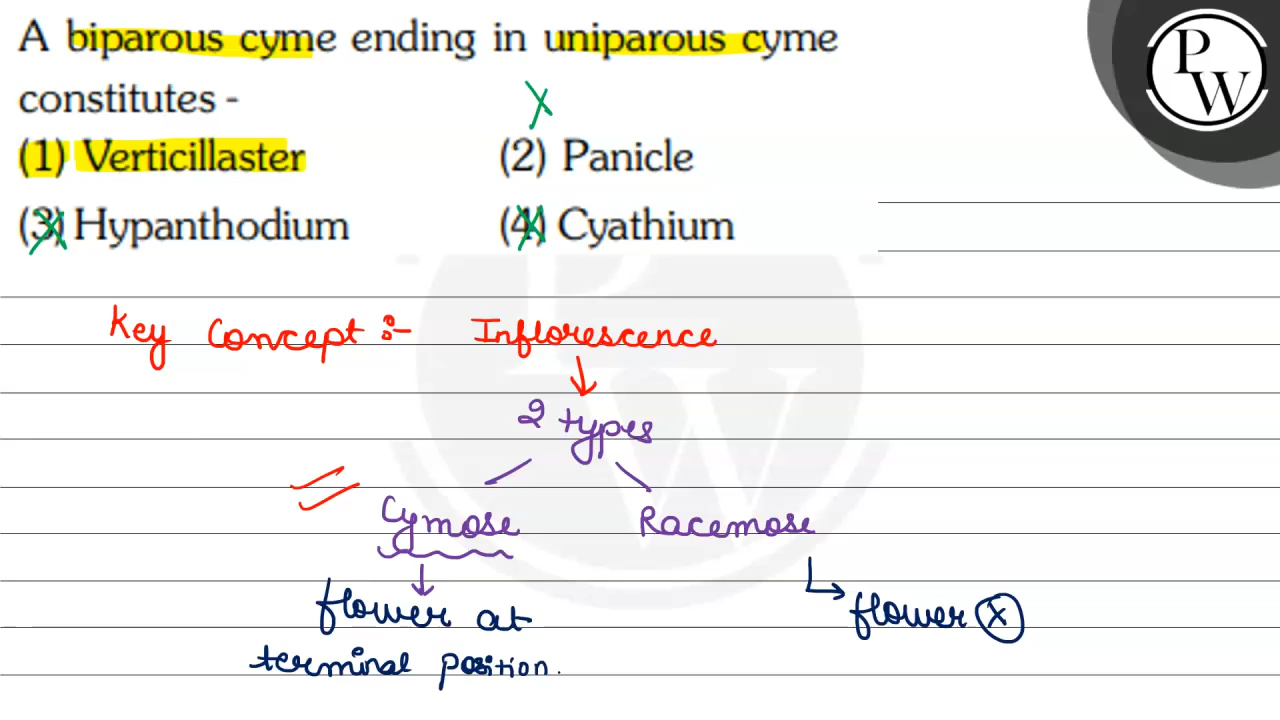 A biparous cyme ending in uniparous cyme
constitutes -
(1) Verticillaster (2) Panicle
(3) Hypanthodium (4) Cyathium
PW
Key Concept :- Inflorescence
2 types
Cymose Racemose
flower at flower X
terminal position.